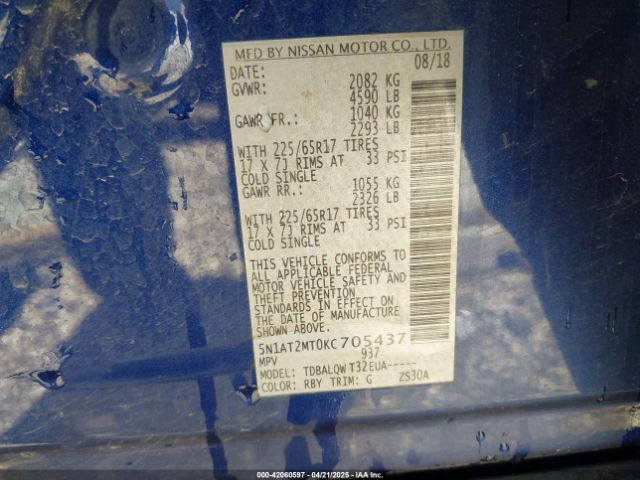 MFD BY NISSAN MOTOR CO., LTD.
DATE: 08/18
GVWR: 2082 KG
4590 LB
GAWR FR.: 1040 KG
2293 LB
WITH 225/65R17 TIRES
17 X 7J RIMS AT 33 PSI
COLD SINGLE
GAWR RR.: 1055 KG
2326 LB
WITH 225/65R17 TIRES
17 X 7J RIMS AT 33 PSI
COLD SINGLE
THIS VEHICLE CONFORMS TO
ALL APPLICABLE FEDERAL
MOTOR VEHICLE SAFETY AND
THEFT PREVENTION
STANDARDS IN EFFECT ON
THE DATE OF MANUFACTURE
SHOWN ABOVE.
5N1AT2MT0KC705437
MPV 937
MODEL: TDBALQW T32EUA-----
COLOR: RBY TRIM: G ZS30A
000-42060597 - 04/21/2025 - IAAI.COM